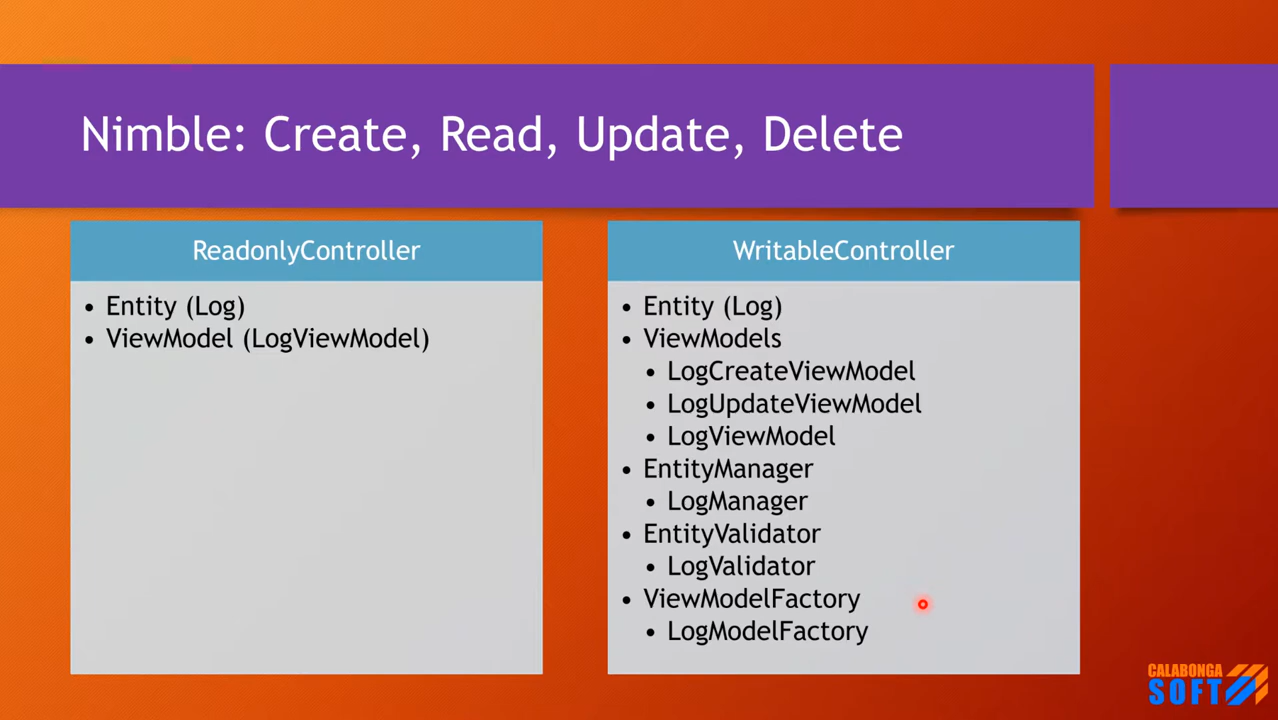 Nimble: Create, Read, Update, Delete
ReadonlyController
• Entity (Log)
• ViewModel (LogViewModel)
WritableController
• Entity (Log)
• ViewModels
• LogCreateViewModel
• LogUpdateViewModel
• LogViewModel
• EntityManager
• LogManager
• EntityValidator
• LogValidator
• ViewModelFactory
• LogModelFactory
CALABONGA
SOFT